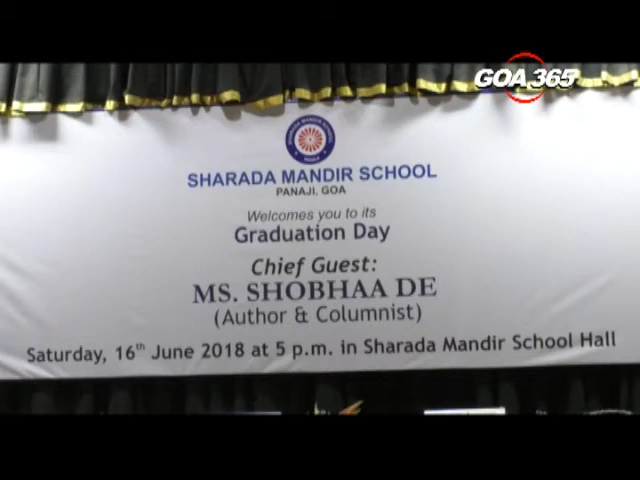 GOA 365
SHARADA MANDIR SCHOOL
PANAJI, GOA
Welcomes you to its
Graduation Day
Chief Guest:
MS. SHOBHAA DE
(Author & Columnist)
Saturday, 16th June 2018 at 5 p.m. in Sharada Mandir School Hall